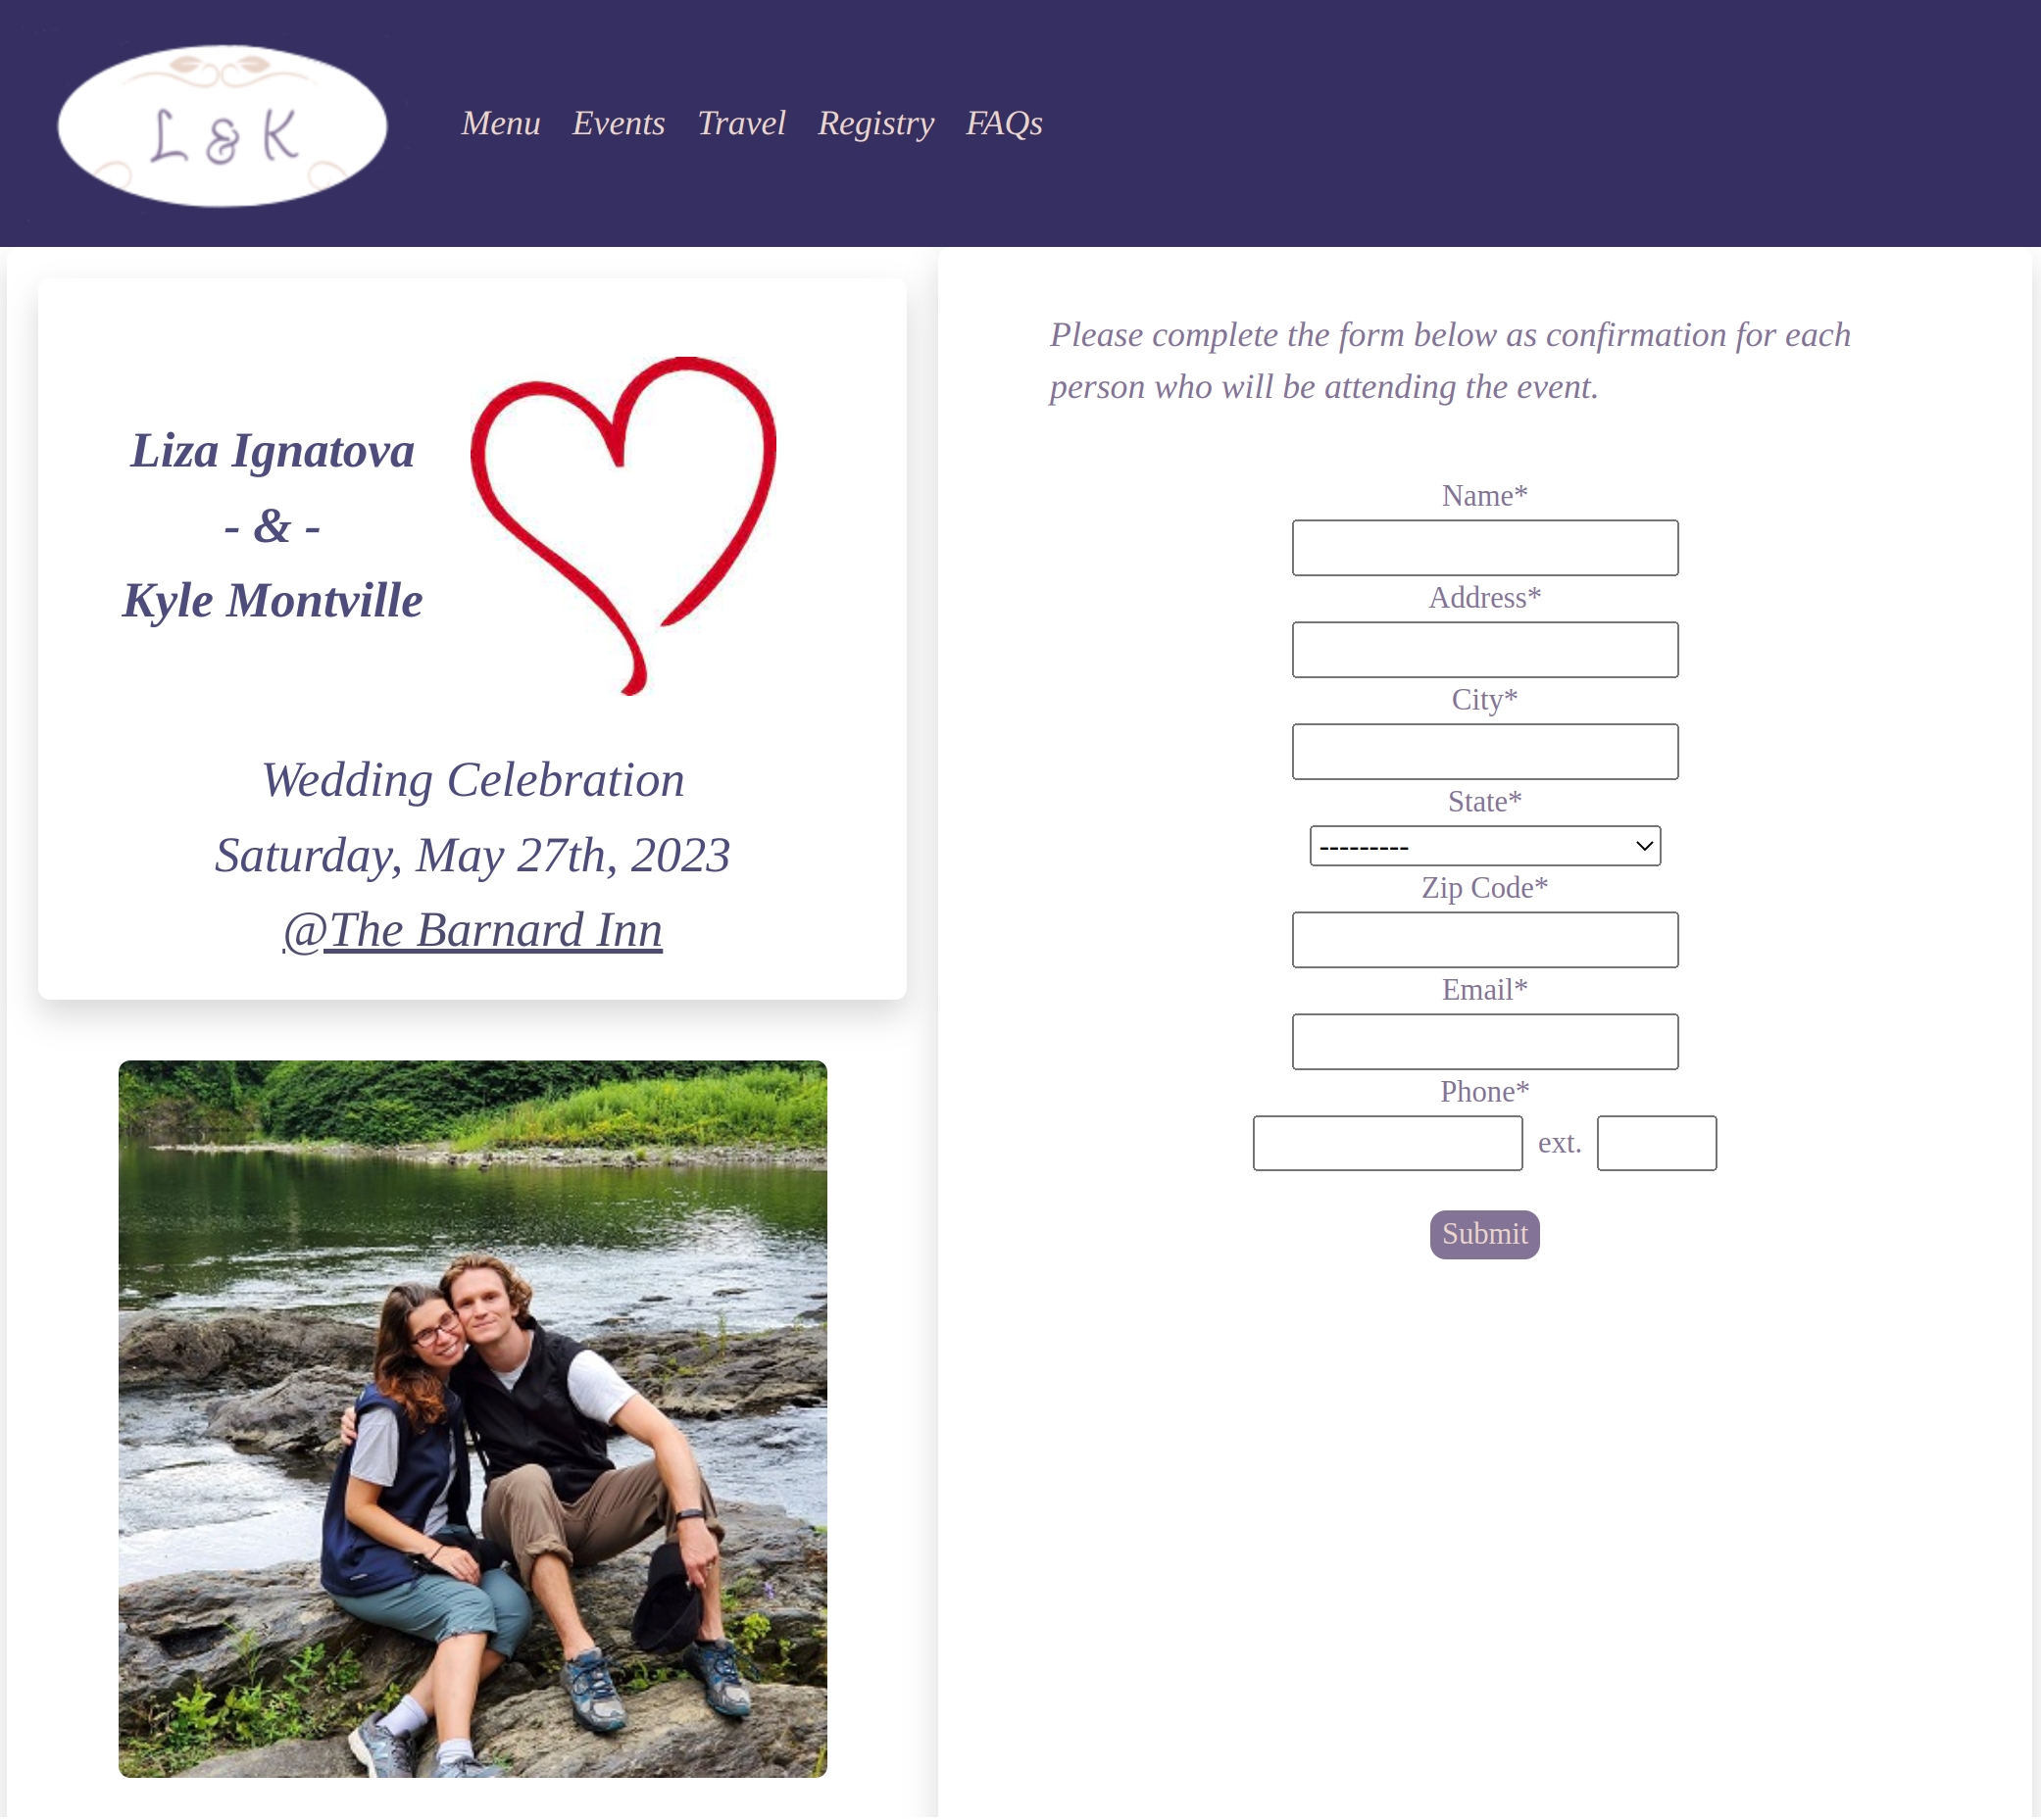 L & K
Menu Events Travel Registry FAQs
Liza Ignatova
- & -
Kyle Montville
Wedding Celebration
Saturday, May 27th, 2023
@The Barnard Inn
Please complete the form below as confirmation for each
person who will be attending the event.
Name*
Address*
City*
State*
---------
Zip Code*
Email*
Phone*
ext.
Submit